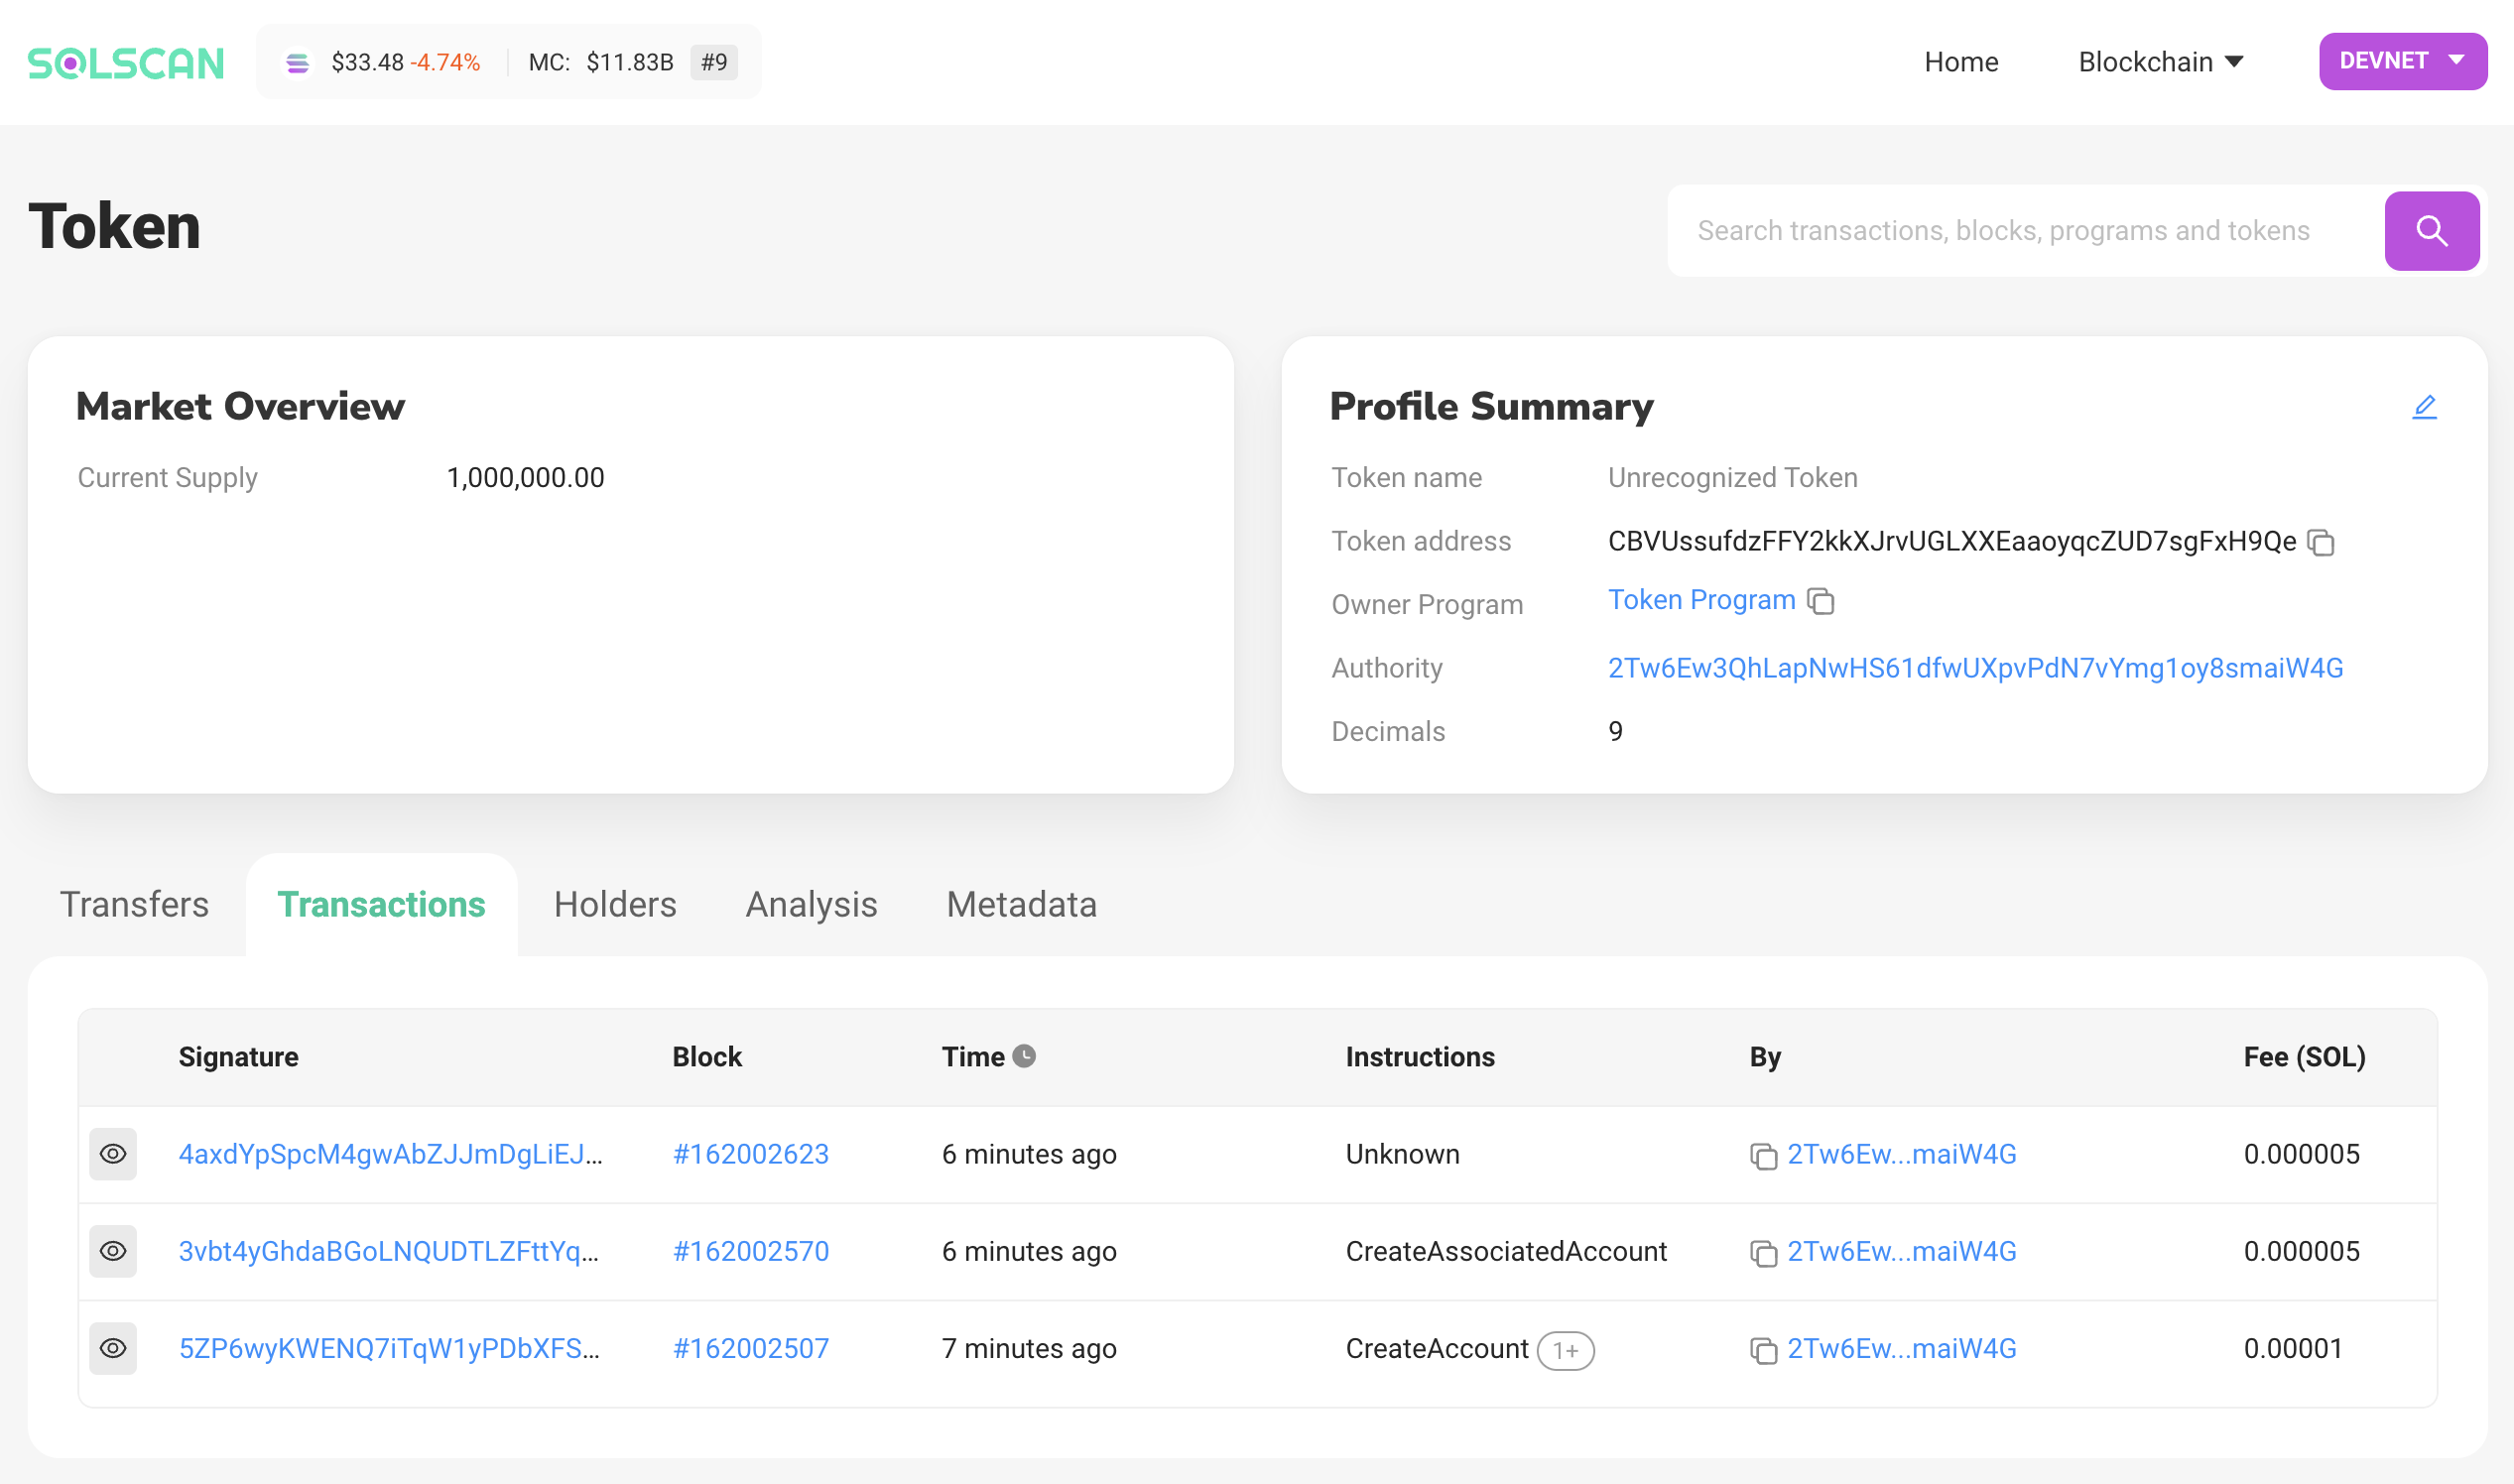 SOLSCAN $33.48 -4.74% MC: $11.83B #9 Home Blockchain DEVNET
Token
Search transactions, blocks, programs and tokens
Market Overview
Current Supply 1,000,000.00
Profile Summary
Token name Unrecognized Token
Token address CBVUssufdzFFY2kkXJrvUGLXXEaaoyqcZUD7sgFxH9Qe
Owner Program Token Program
Authority 2Tw6Ew3QhLapNwHS61dfwUXpvPdN7vYmg1oy8smaiW4G
Decimals 9
Transfers Transactions Holders Analysis Metadata
Signature Block Time Instructions By Fee (SOL)
4axdYpSpcM4gwAbZJJmDgLiEJ... #162002623 6 minutes ago Unknown 2Tw6Ew...maiW4G 0.000005
3vbt4yGhdaBGoLNQUDTLZFttYq... #162002570 6 minutes ago CreateAssociatedAccount 2Tw6Ew...maiW4G 0.000005
5ZP6wyKWENQ7iTqW1yPDbXFS... #162002507 7 minutes ago CreateAccount 1+ 2Tw6Ew...maiW4G 0.00001